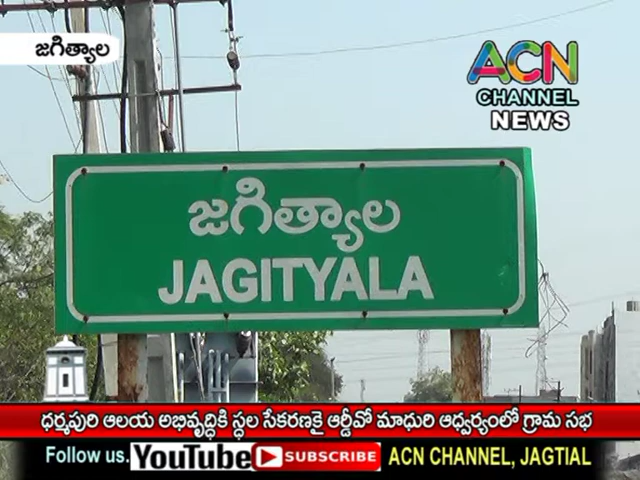 జగిత్యాల
ACN
CHANNEL
NEWS
జగిత్యాల
JAGITYALA
ధర్మపురి ఆలయ అభివృద్ధికి స్థల సేకరణకై ఆర్డీవో మాధురి ఆధ్వర్యంలో గ్రామ సభ
Follow us. YouTube SUBSCRIBE ACN CHANNEL, JAGTIAL